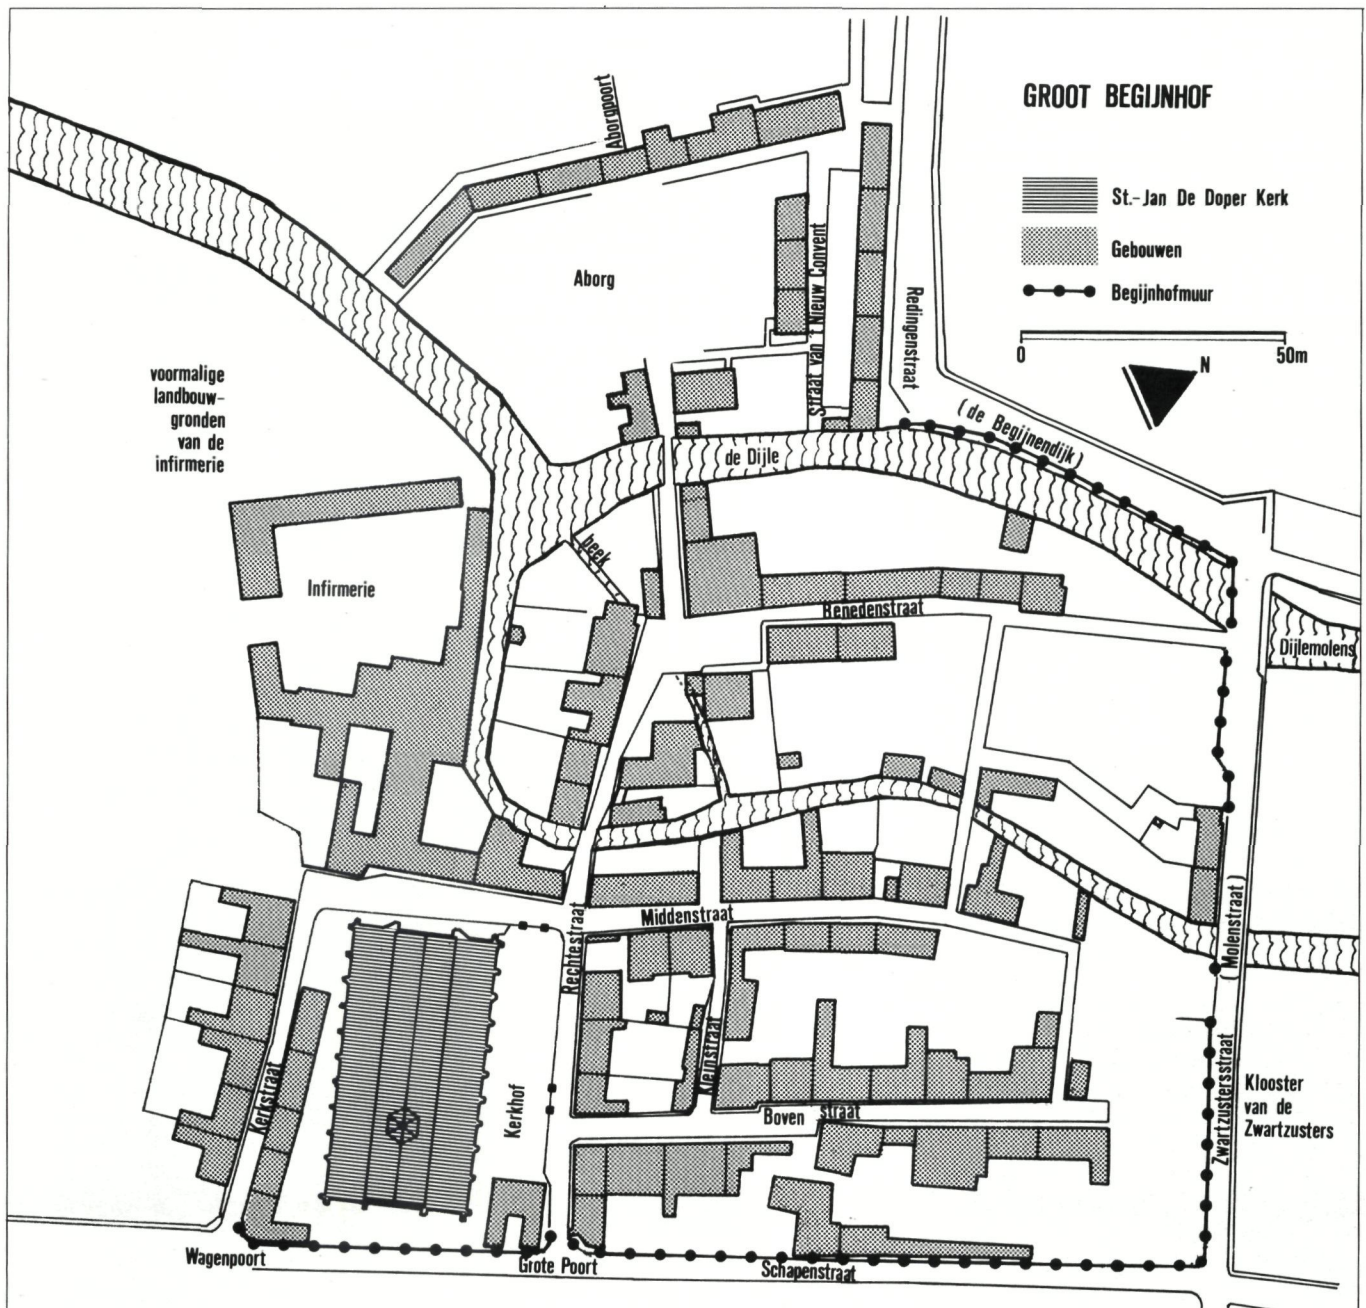 GROOT BEGIJNHOF
St.-Jan De Doper Kerk
Gebouwen
Begijnhofmuur
0 50m
N
Aborgpoort
Aborg
Straat van 't Nieuw Convent
Redingenstraat
( de Begijnendijk )
voormalige
landbouw-
gronden
van de
infirmerie
de Dijle
beek
Infirmerie
Benedenstraat
Dijlemolens
Middenstraat
Rechtestraat
( Molenstraat )
Kleinstraat
Kerkstraat
Kerkhof
Bovenstraat
Zwartzustersstraat
Klooster
van de
Zwartzusters
Wagenpoort
Grote Poort
Schapenstraat